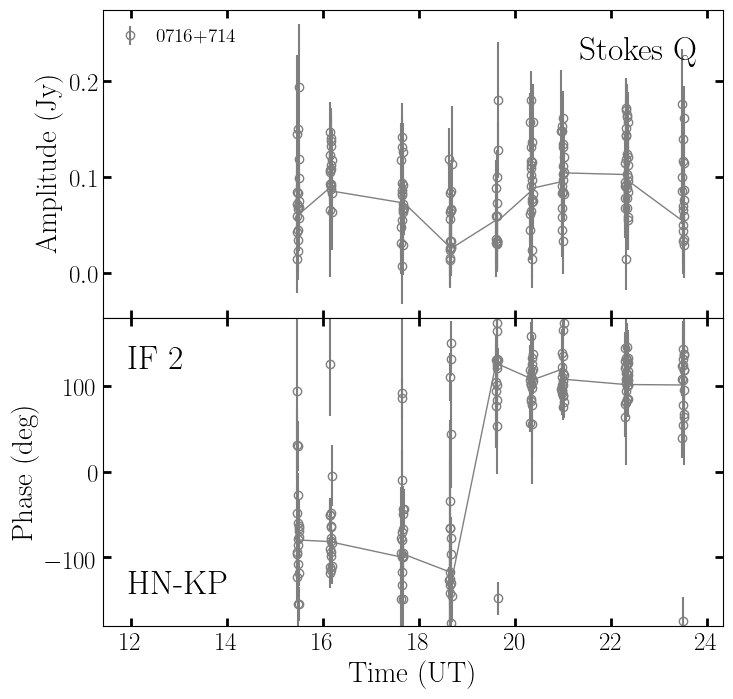 0716+714
Stokes Q
Amplitude (Jy)
0.2
0.1
0.0
IF 2
Phase (deg)
100
0
−100
HN-KP
12 14 16 18 20 22 24
Time (UT)